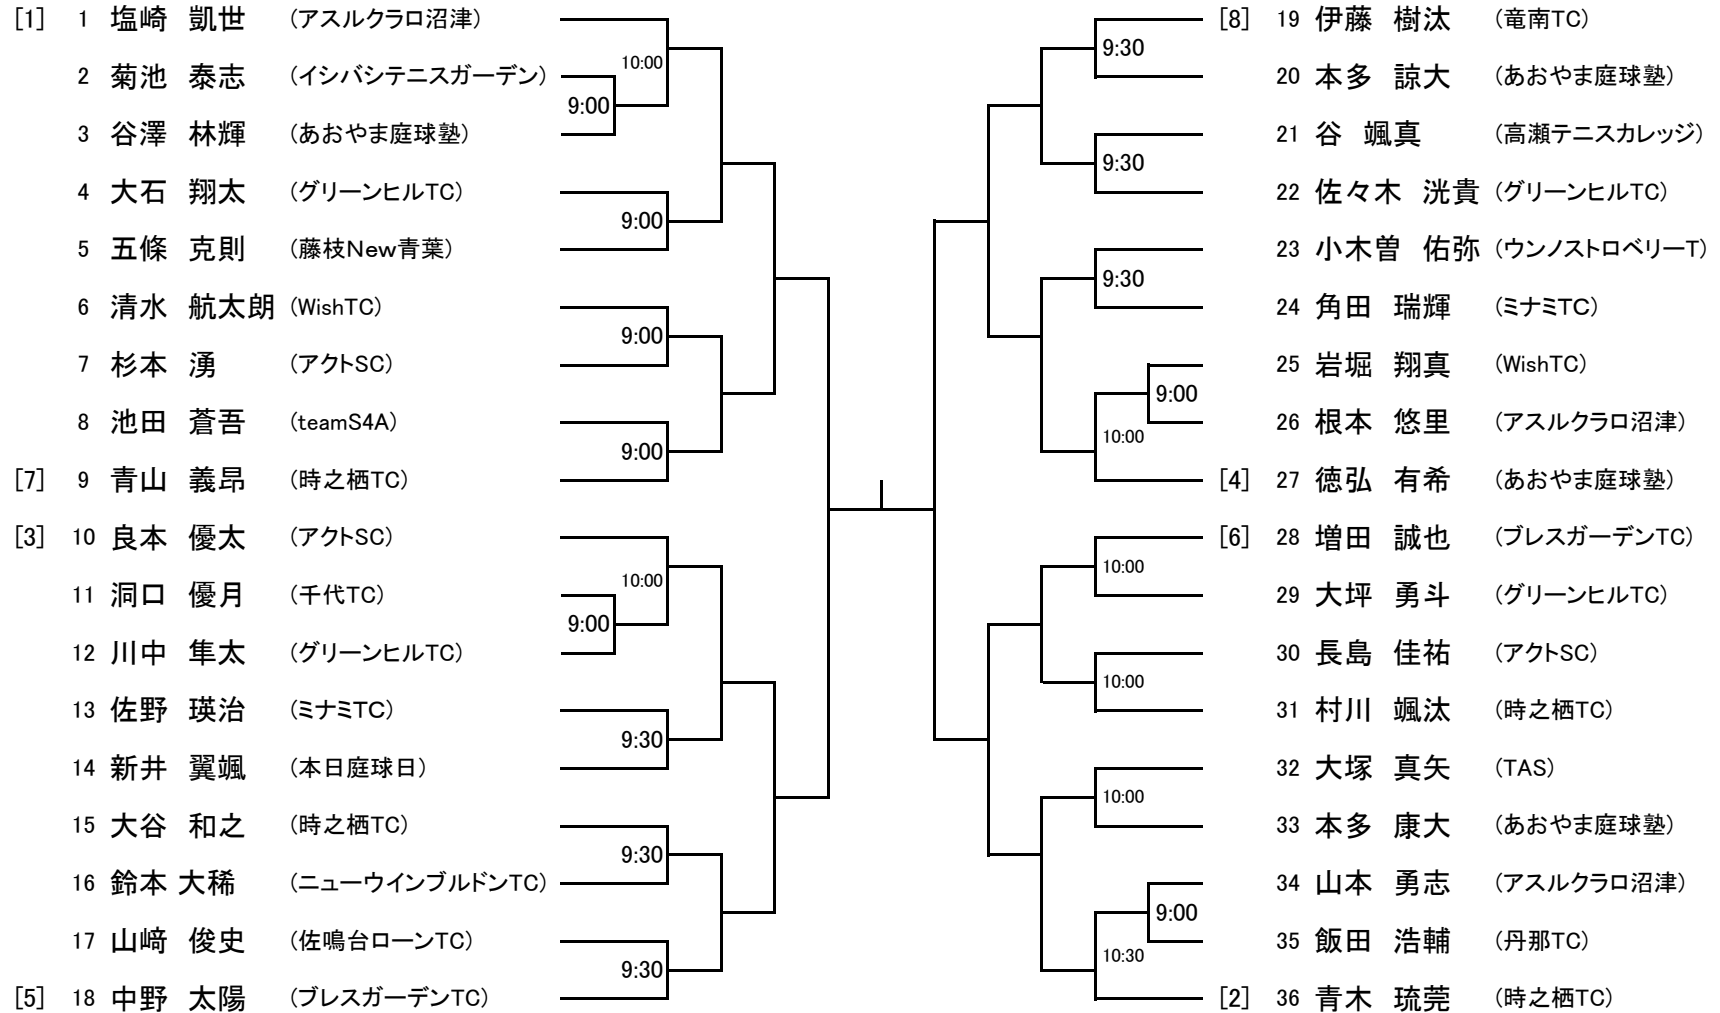 [1] 1 塩崎 凱世 (アスルクラロ沼津)
10:00
2 菊池 泰志 (イシバシテニスガーデン)
9:00
3 谷澤 林輝 (あおやま庭球塾)
4 大石 翔太 (グリーンヒルTC)
9:00
5 五條 克則 (藤枝New青葉)
6 清水 航太朗 (WishTC)
9:00
7 杉本 湧 (アクトSC)
8 池田 蒼吾 (teamS4A)
9:00
[7] 9 青山 義昂 (時之栖TC)
[3] 10 良本 優太 (アクトSC)
10:00
11 洞口 優月 (千代TC)
9:00
12 川中 隼太 (グリーンヒルTC)
13 佐野 瑛治 (ミナミTC)
9:30
14 新井 翼颯 (本日庭球日)
15 大谷 和之 (時之栖TC)
9:30
16 鈴本 大稀 (ニューウインブルドンTC)
17 山﨑 俊史 (佐鳴台ローンTC)
9:30
[5] 18 中野 太陽 (ブレスガーデンTC)
[8] 19 伊藤 樹汰 (竜南TC)
9:30
20 本多 諒大 (あおやま庭球塾)
21 谷 颯真 (高瀬テニスカレッジ)
9:30
22 佐々木 洸貴 (グリーンヒルTC)
23 小木曽 佑弥 (ウンノストロベリーT)
9:30
24 角田 瑞輝 (ミナミTC)
25 岩堀 翔真 (WishTC)
9:00
26 根本 悠里 (アスルクラロ沼津)
10:00
[4] 27 徳弘 有希 (あおやま庭球塾)
[6] 28 増田 誠也 (ブレスガーデンTC)
10:00
29 大坪 勇斗 (グリーンヒルTC)
30 長島 佳祐 (アクトSC)
10:00
31 村川 颯汰 (時之栖TC)
32 大塚 真矢 (TAS)
10:00
33 本多 康大 (あおやま庭球塾)
34 山本 勇志 (アスルクラロ沼津)
9:00
35 飯田 浩輔 (丹那TC)
10:30
[2] 36 青木 琉莞 (時之栖TC)